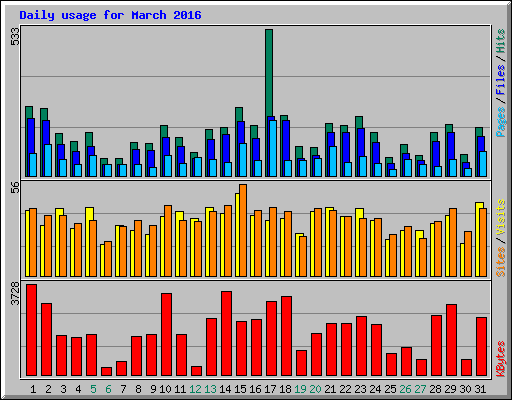 Daily usage for March 2016
533
Pages / Files / Hits
56
Sites / Visits
3728
KBytes
1 2 3 4 5 6 7 8 9 10 11 12 13 14 15 16 17 18 19 20 21 22 23 24 25 26 27 28 29 30 31